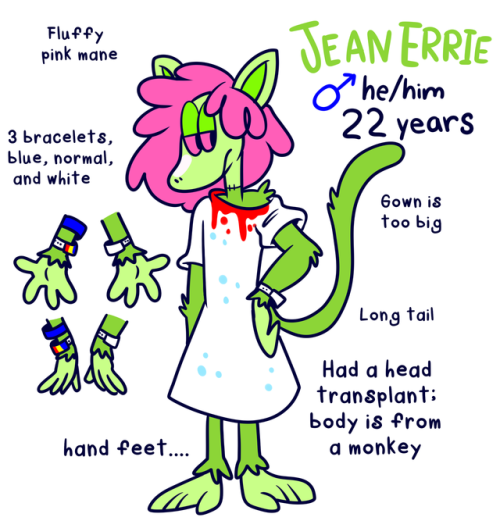 JEAN ERRIE
♂ he/him
22 years
Fluffy
pink mane
3 bracelets,
blue, normal,
and white
Gown is
too big
Long tail
Had a head
transplant;
body is from
a monkey
hand feet....